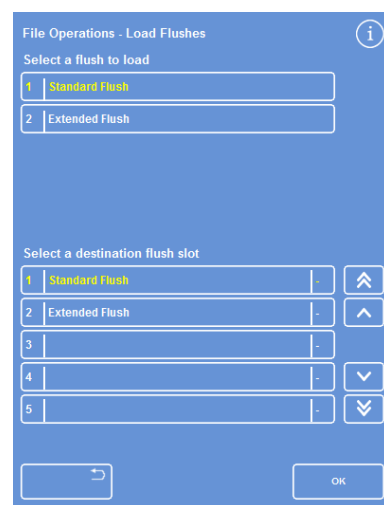 File Operations - Load Flushes
i
Select a flush to load
1 Standard Flush
2 Extended Flush
Select a destination flush slot
1 Standard Flush -
2 Extended Flush -
3 -
4 -
5 -
OK